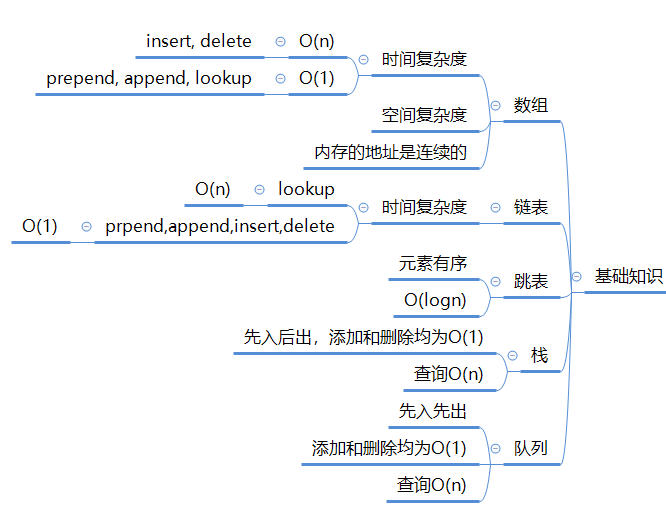 insert, delete
O(n)
prepend, append, lookup
O(1)
时间复杂度
空间复杂度
内存的地址是连续的
数组
O(n)
lookup
O(1)
prpend,append,insert,delete
时间复杂度
链表
元素有序
O(logn)
跳表
基础知识
先入后出，添加和删除均为O(1)
查询O(n)
栈
先入先出
添加和删除均为O(1)
查询O(n)
队列